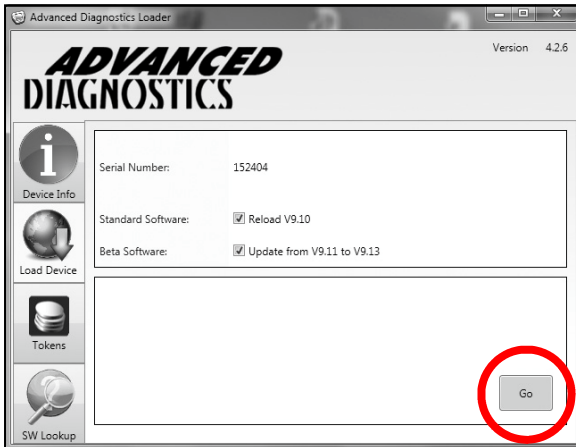 Advanced Diagnostics Loader
Version 4.2.6
ADVANCED
DIAGNOSTICS
Device Info
Load Device
Tokens
SW Lookup
Serial Number: 152404
Standard Software: Reload V9.10
Beta Software: Update from V9.11 to V9.13
Go